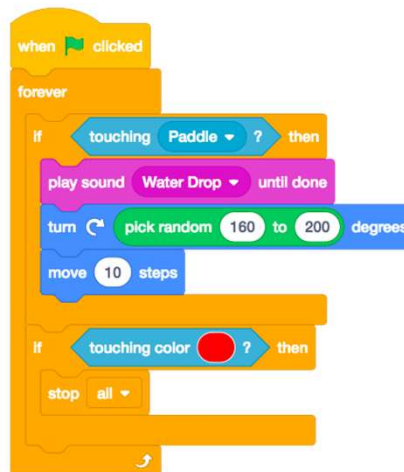 when clicked
forever
if touching Paddle ? then
play sound Water Drop until done
turn pick random 160 to 200 degrees
move 10 steps
if touching color ? then
stop all